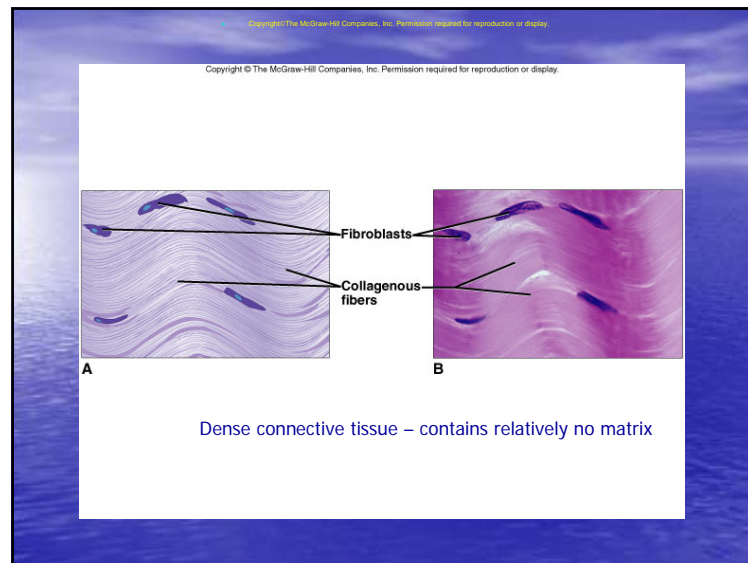 Copyright©The McGraw-Hill Companies, Inc. Permission required for reproduction or display.
Copyright © The McGraw-Hill Companies, Inc. Permission required for reproduction or display.
Fibroblasts
Collagenous
fibers
A
B
Dense connective tissue – contains relatively no matrix